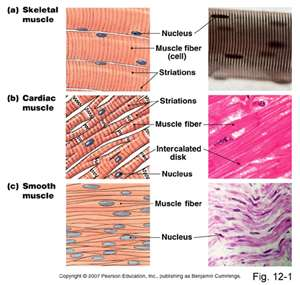 (a) Skeletal
muscle
Nucleus
Muscle fiber
(cell)
Striations
(b) Cardiac
muscle
Striations
Muscle fiber
Intercalated
disk
Nucleus
(c) Smooth
muscle
Muscle fiber
Nucleus
Copyright © 2007 Pearson Education, Inc., publishing as Benjamin Cummings.
Fig. 12-1